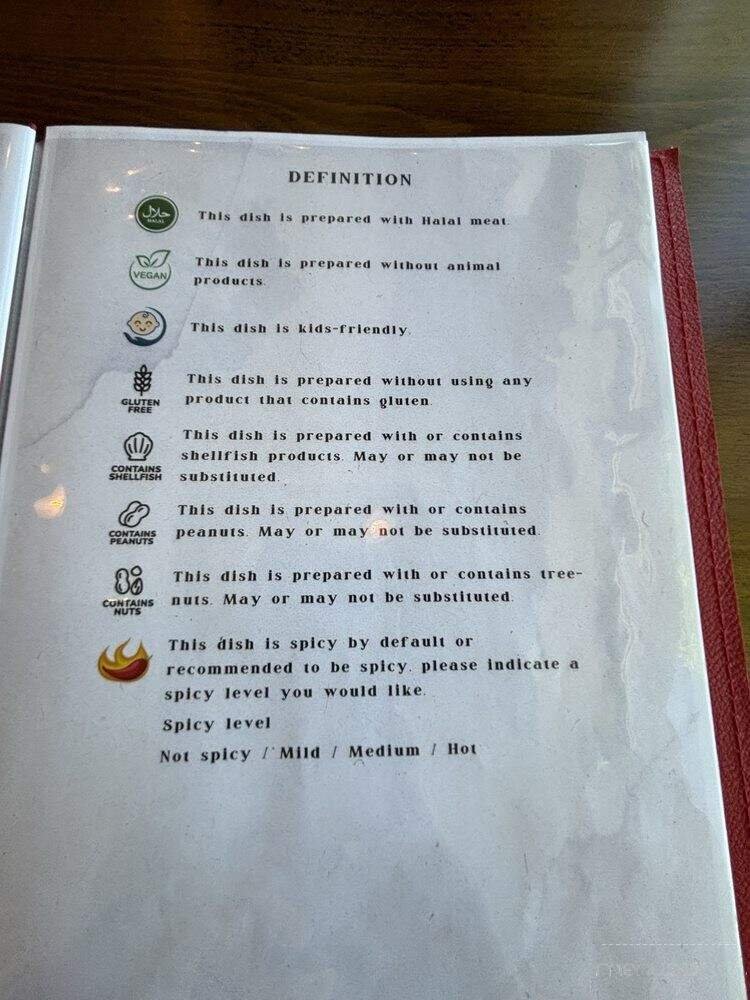 DEFINITION
حلال
HALAL
This dish is prepared with Halal meat.
VEGAN
This dish is prepared without animal
products.
This dish is kids-friendly.
GLUTEN
FREE
This dish is prepared without using any
product that contains gluten.
CONTAINS
SHELLFISH
This dish is prepared with or contains
shellfish products. May or may not be
substituted.
CONTAINS
PEANUTS
This dish is prepared with or contains
peanuts. May or may not be substituted.
CONTAINS
NUTS
This dish is prepared with or contains tree-
nuts. May or may not be substituted.
This dish is spicy by default or
recommended to be spicy. please indicate a
spicy level you would like.
Spicy level
Not spicy / Mild / Medium / Hot